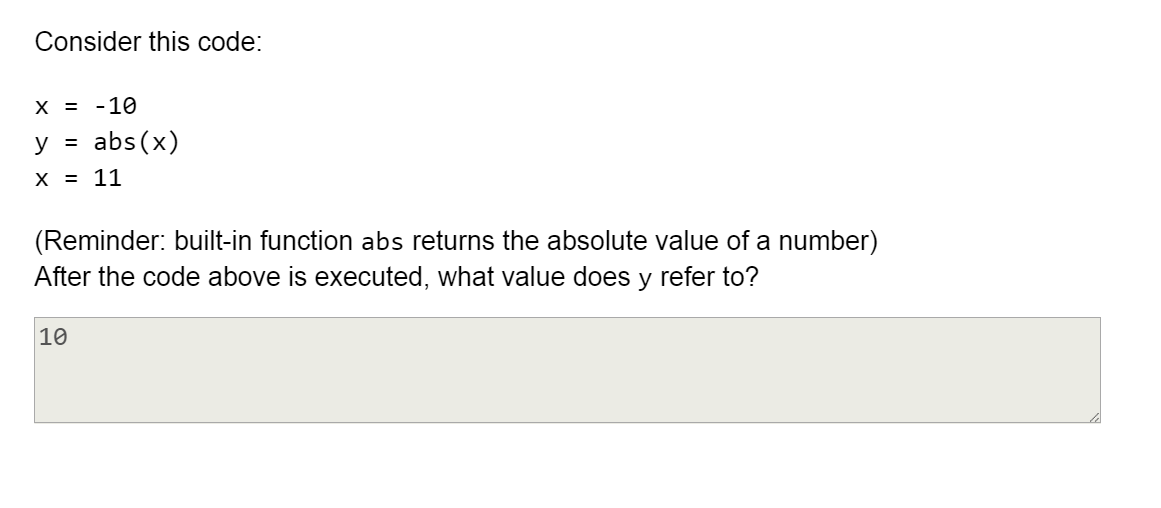 Consider this code:
x = -10
y = abs(x)
x = 11
(Reminder: built-in function abs returns the absolute value of a number)
After the code above is executed, what value does y refer to?
10